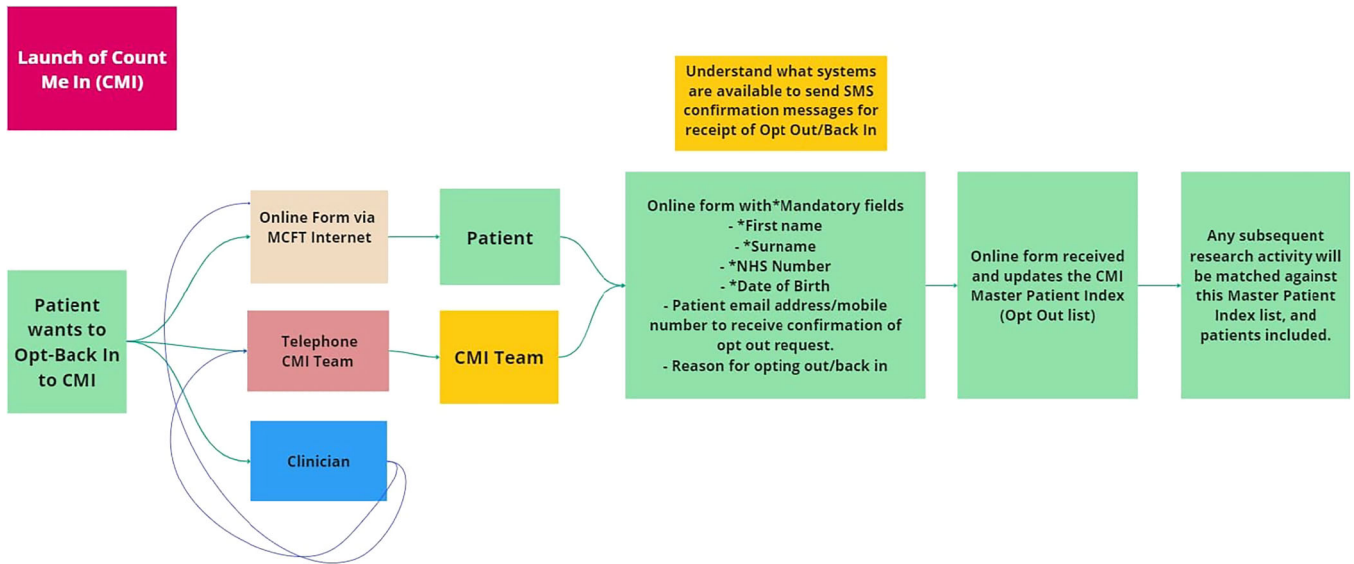 Launch of Count
Me In (CMI)
Understand what systems
are available to send SMS
confirmation messages for
receipt of Opt Out/Back In
Patient
wants to
Opt-Back In
to CMI
Online Form via
MCFT Internet
Telephone
CMI Team
Clinician
Patient
CMI Team
Online form with*Mandatory fields
- *First name
- *Surname
- *NHS Number
- *Date of Birth
- Patient email address/mobile
number to receive confirmation of
opt out request.
- Reason for opting out/back in
Online form received
and updates the CMI
Master Patient Index
(Opt Out list)
Any subsequent
research activity will
be matched against
this Master Patient
Index list, and
patients included.